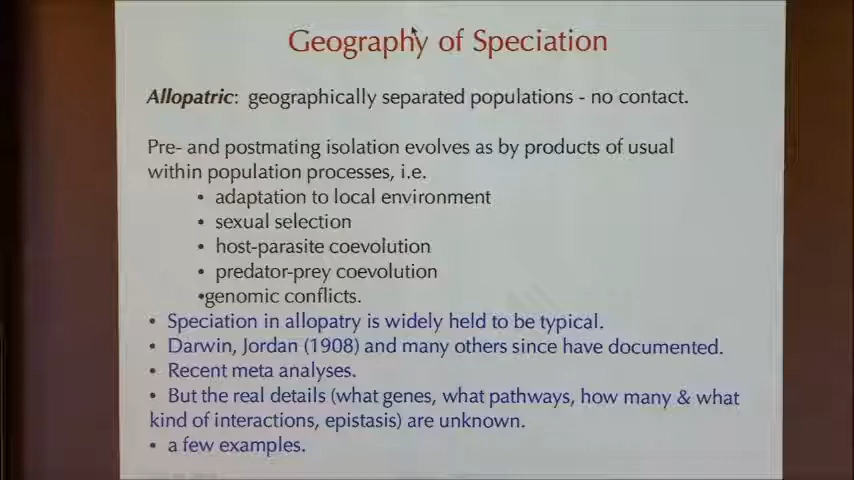 Geography of Speciation
Allopatric: geographically separated populations - no contact.
Pre- and postmating isolation evolves as by products of usual
within population processes, i.e.
• adaptation to local environment
• sexual selection
• host-parasite coevolution
• predator-prey coevolution
•genomic conflicts.
• Speciation in allopatry is widely held to be typical.
• Darwin, Jordan (1908) and many others since have documented.
• Recent meta analyses.
• But the real details (what genes, what pathways, how many & what
kind of interactions, epistasis) are unknown.
• a few examples.